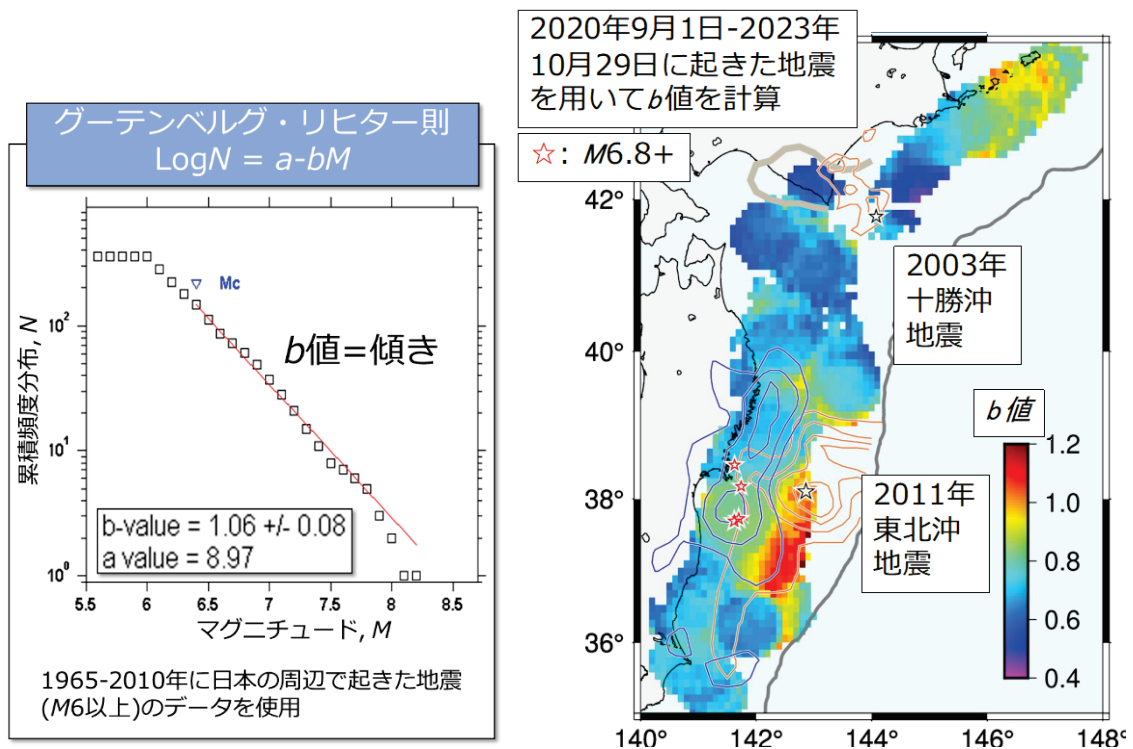 グーテンベルグ・リヒター則
LogN = a-bM
累積頻度分布, N
10²
10¹
10⁰
Mc
b値=傾き
b-value = 1.06 +/- 0.08
a value = 8.97
5.5 6 6.5 7 7.5 8 8.5
マグニチュード, M
1965-2010年に日本の周辺で起きた地震
(M6以上)のデータを使用
2020年9月1日-2023年
10月29日に起きた地震
を用いてb値を計算
☆: M6.8+
42°
40°
38°
36°
2003年
十勝沖
地震
b値
1.2
1.0
0.8
0.6
0.4
2011年
東北沖
地震
140° 142° 144° 146° 148°